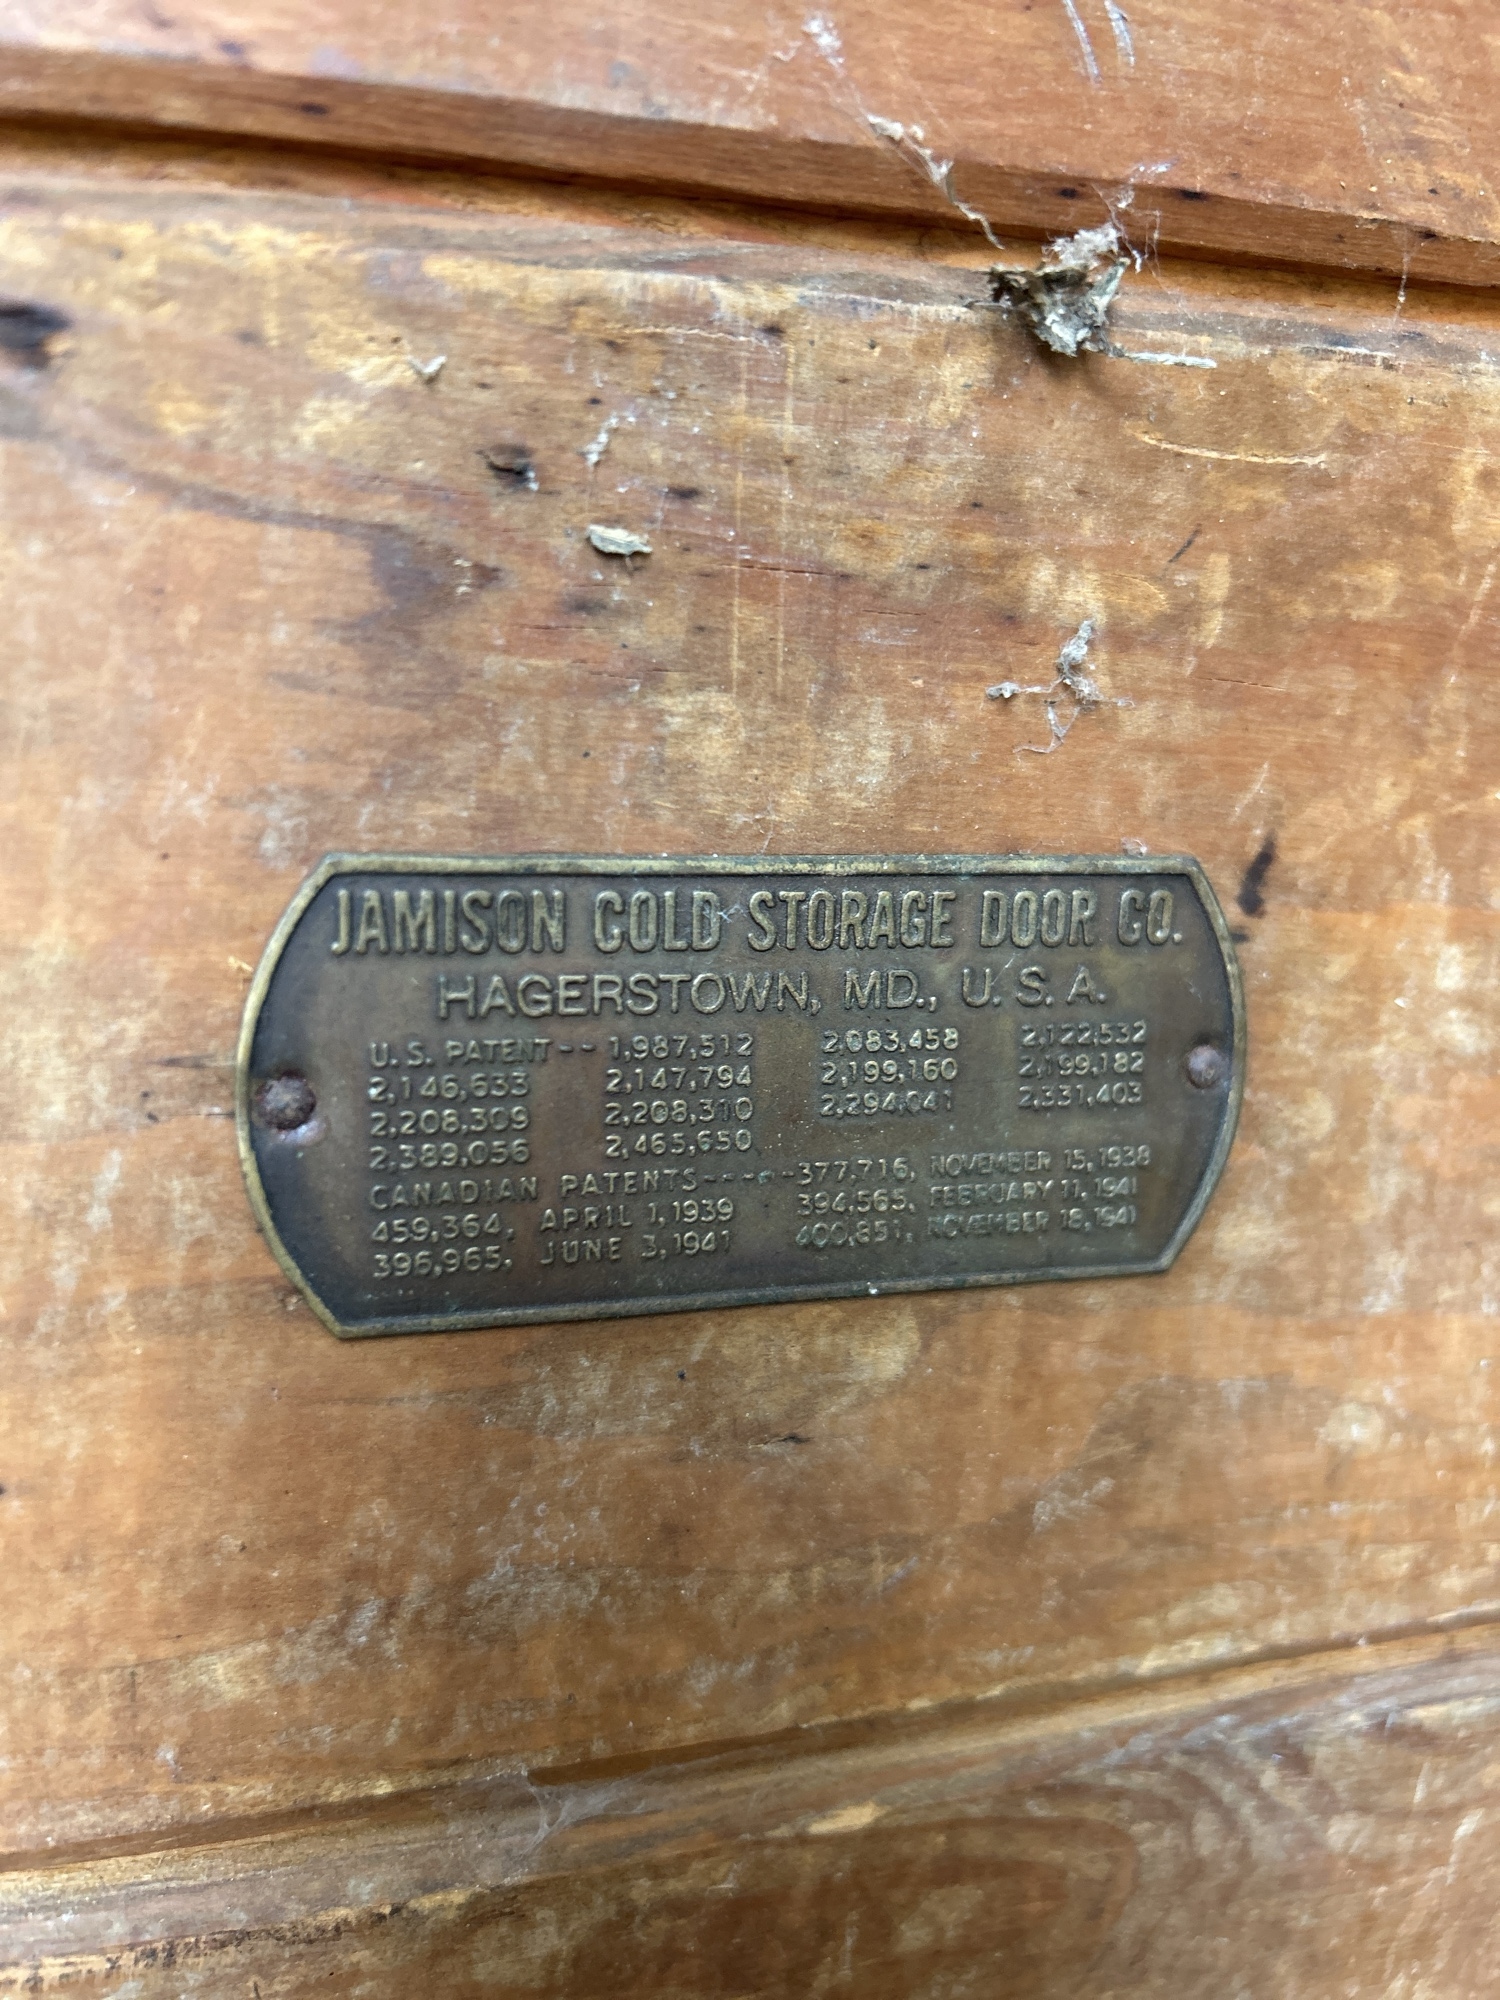 JAMISON COLD STORAGE DOOR CO.
HAGERSTOWN, MD., U. S. A.
U. S. PATENT -- 1,987,512 2,083,458 2,122,532
2,146,633 2,147,794 2,199,160 2,199,182
2,208,309 2,208,310 2,294,041 2,331,403
2,389,056 2,465,650
CANADIAN PATENTS-----377,716, NOVEMBER 15, 1938
459,364, APRIL 1, 1939 394,565, FEBRUARY 11, 1941
396,965, JUNE 3, 1941 400,851, NOVEMBER 18, 1941